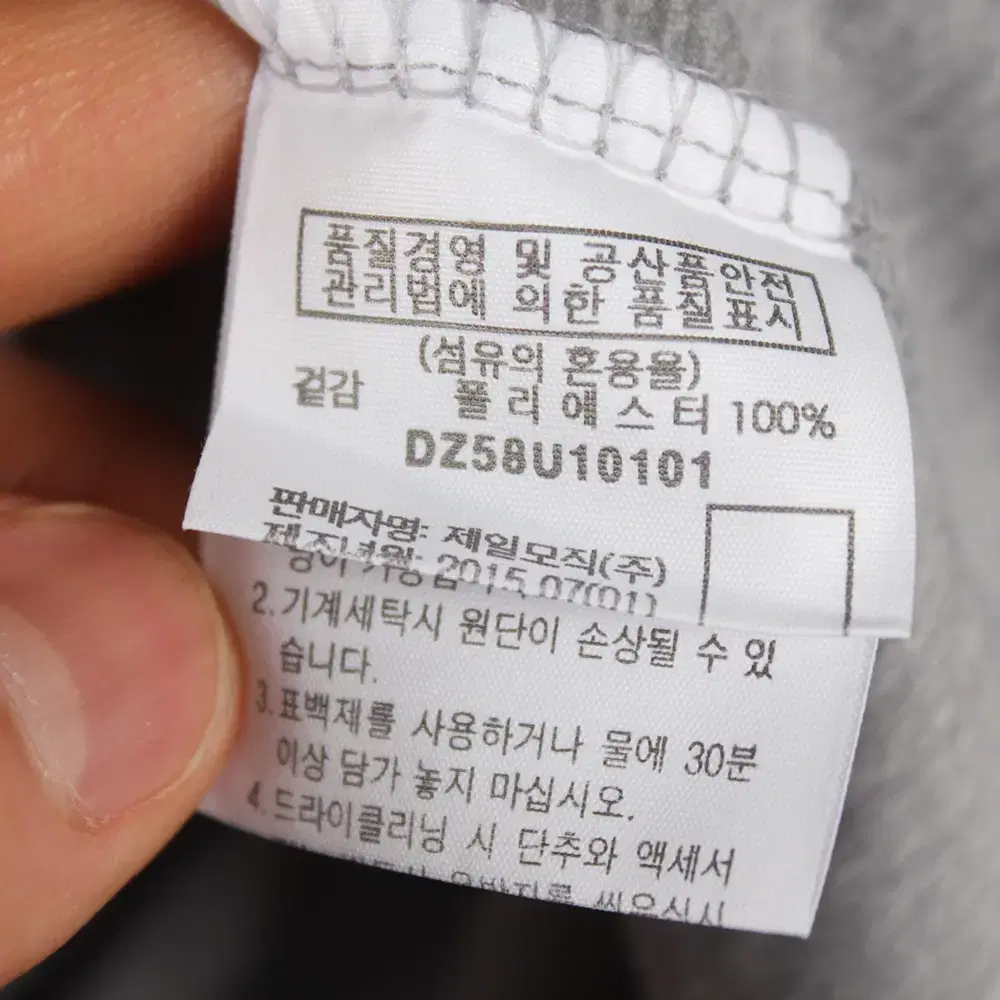 품질경영 및 공산품안전
관리법에 의한 품질표시
(섬유의 혼용율)
겉감 폴리에스터 100%
DZ58U10101
판매자명: 제일모직(주)
제조년월: 2015.07(01)
2.기계세탁시 원단이 손상될 수 있
습니다.
3.표백제를 사용하거나 물에 30분
이상 담가 놓지 마십시오.
4.드라이클리닝 시 단추와 액세서